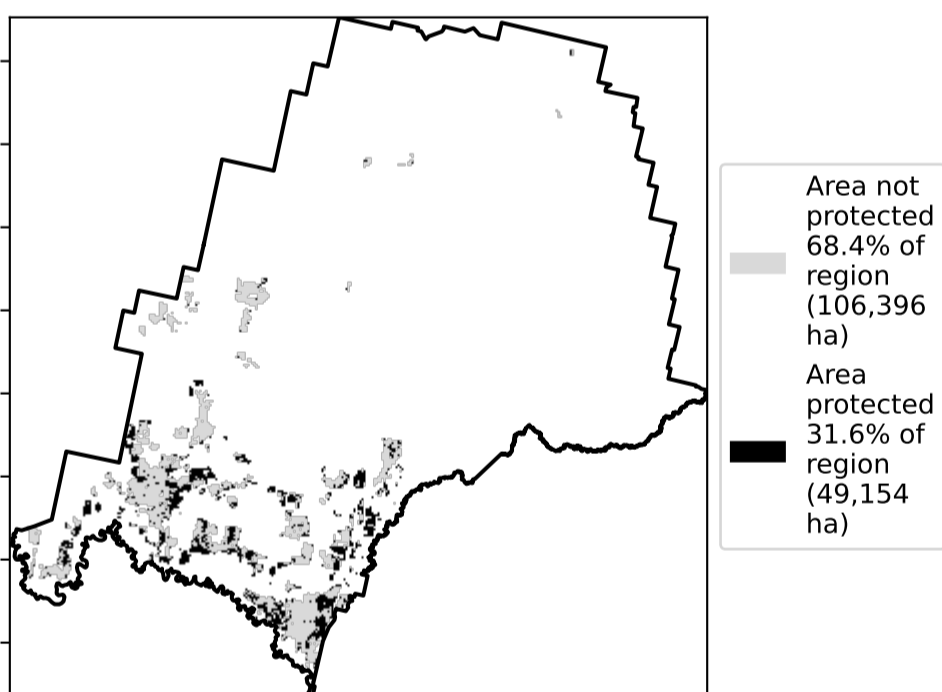 Area not
protected
68.4% of
region
(106,396
ha)
Area
protected
31.6% of
region
(49,154
ha)